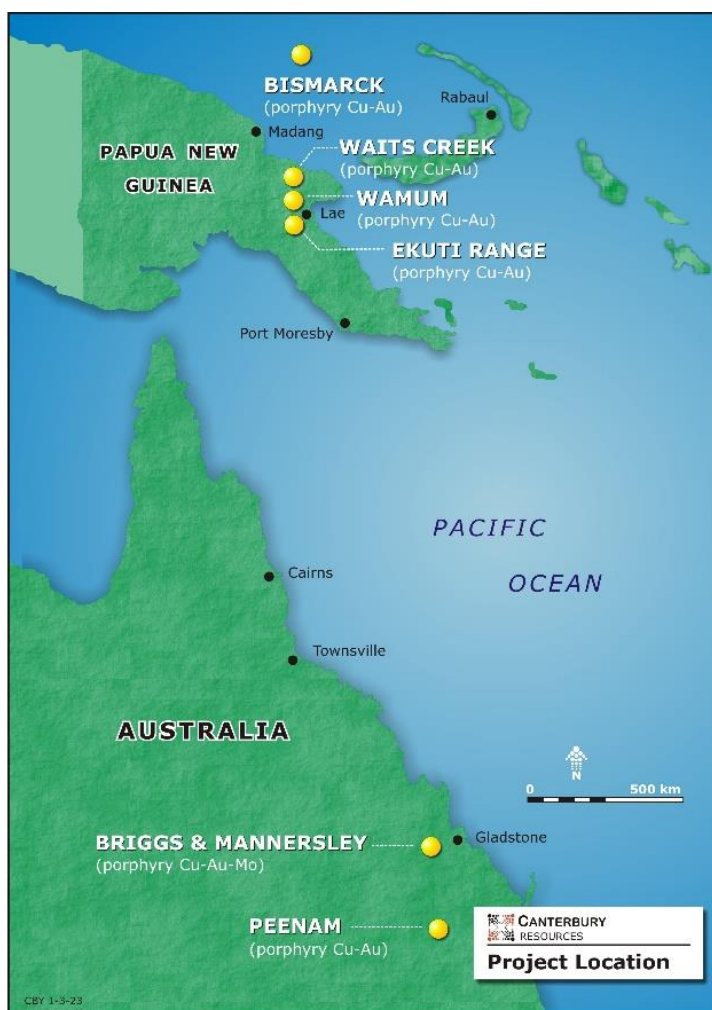 BISMARCK
(porphyry Cu-Au)
Rabaul
Madang
PAPUA NEW
GUINEA
WAITS CREEK
(porphyry Cu-Au)
WAMUM
(porphyry Cu-Au)
Lae
EKUTI RANGE
(porphyry Cu-Au)
Port Moresby
PACIFIC
OCEAN
Cairns
Townsville
AUSTRALIA
N
0 500 km
BRIGGS & MANNERSLEY
(porphyry Cu-Au-Mo)
Gladstone
PEENAM
(porphyry Cu-Au)
CANTERBURY
RESOURCES
Project Location
CBY 1-3-23